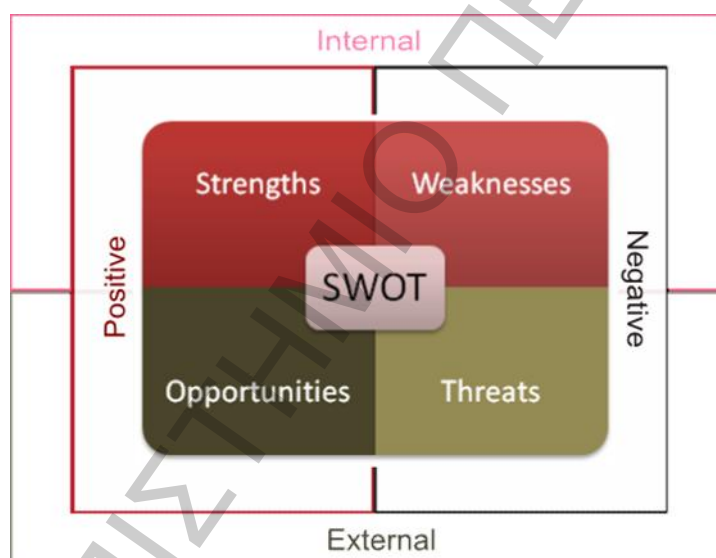 Internal
Strengths
Weaknesses
Positive
SWOT
Negative
Opportunities
Threats
External